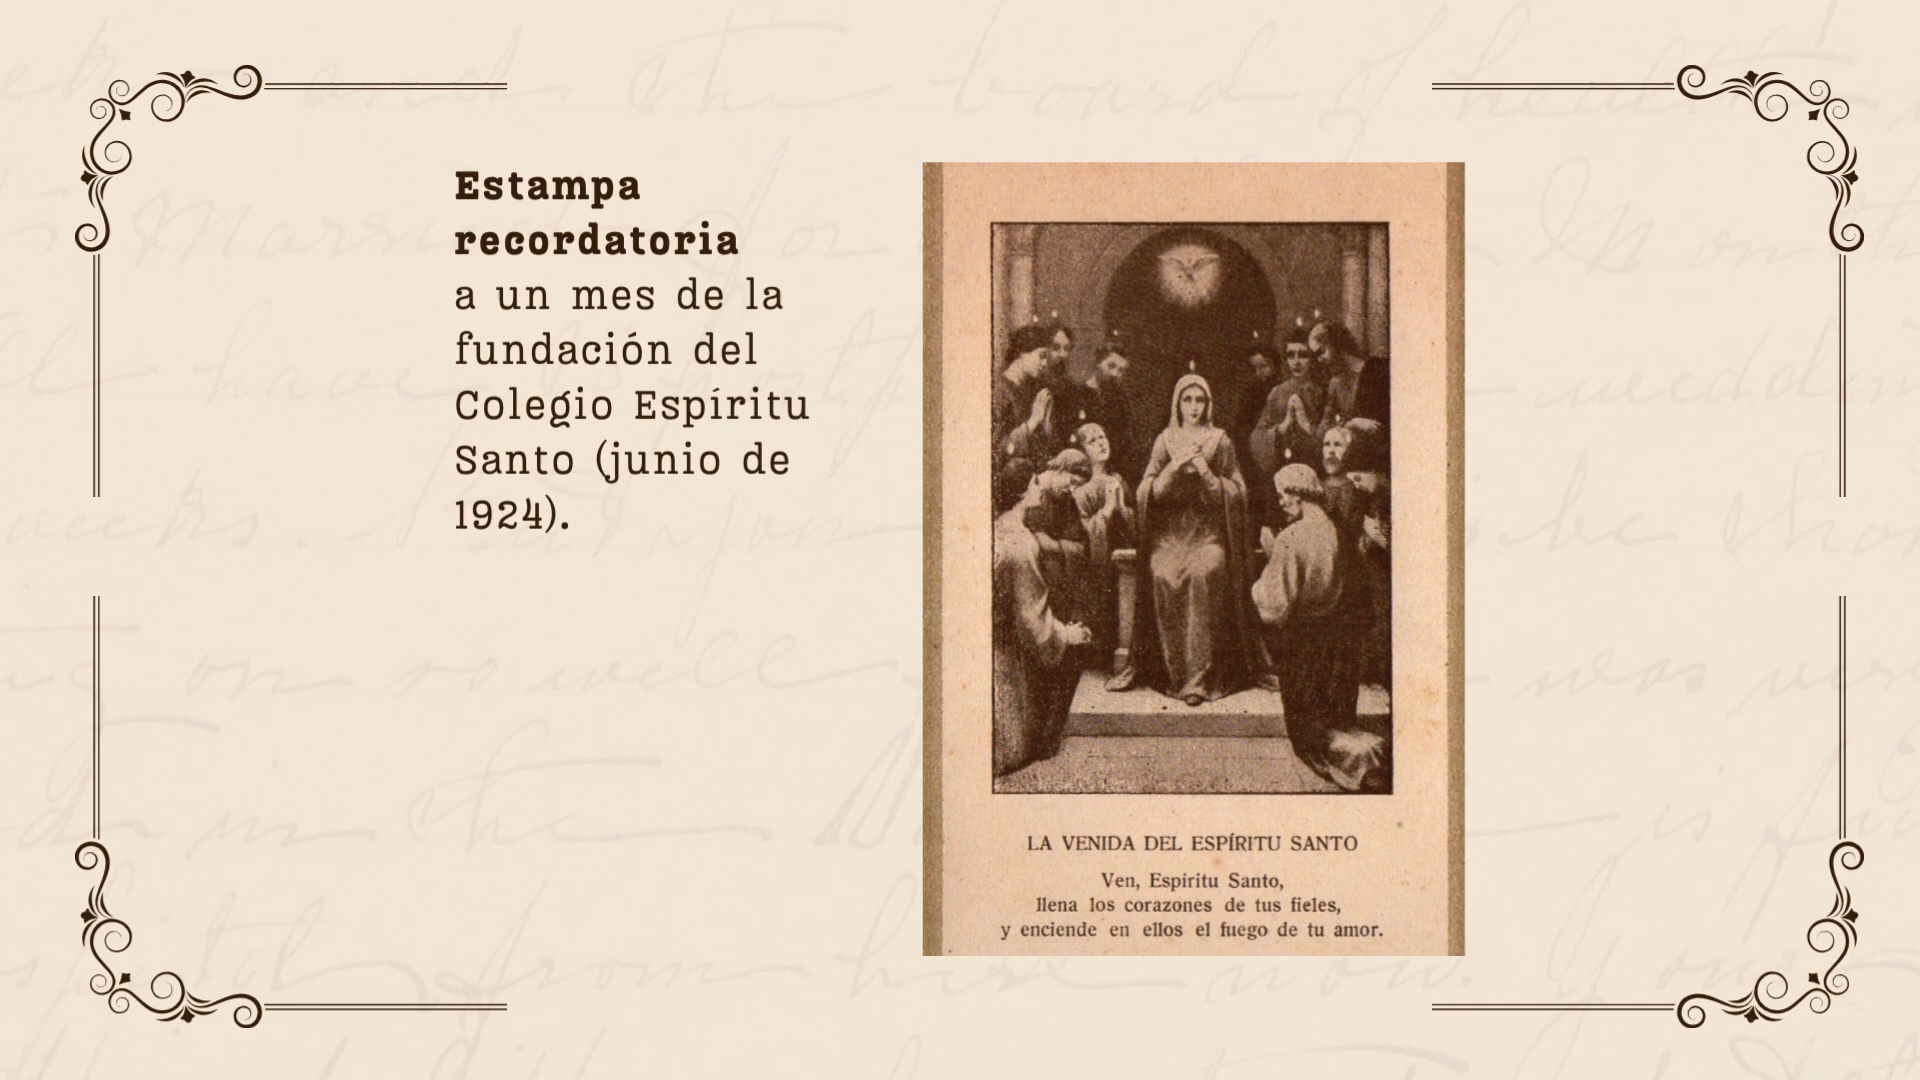 Estampa
recordatoria
a un mes de la
fundación del
Colegio Espíritu
Santo (junio de
1924).
LA VENIDA DEL ESPÍRITU SANTO
Ven, Espíritu Santo,
llena los corazones de tus fieles,
y enciende en ellos el fuego de tu amor.